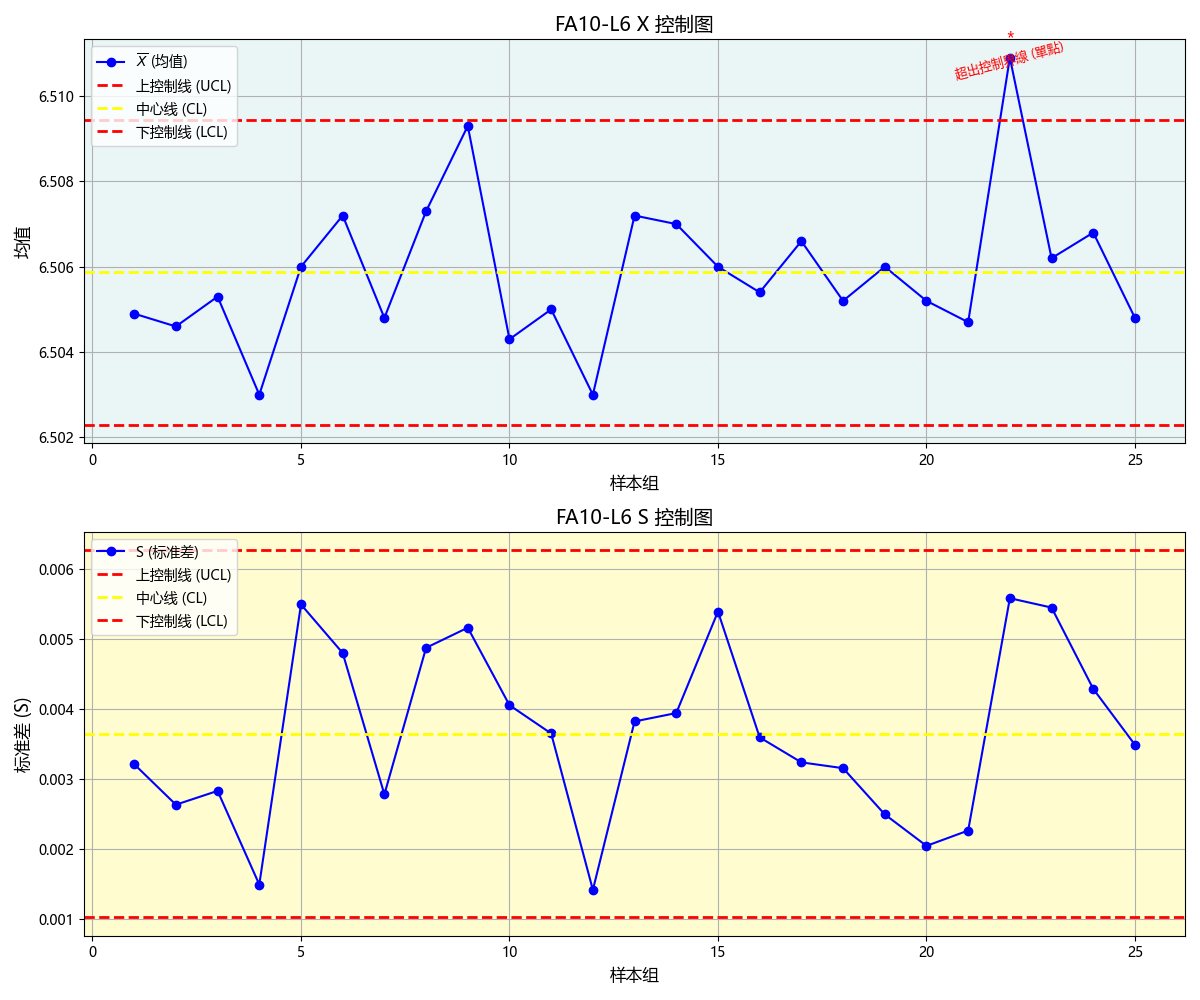 FA10-L6 X 控制图
*
超出控制界線 (單點)
X̅ (均值)
上控制线 (UCL)
中心线 (CL)
下控制线 (LCL)
6.510
6.508
6.506
6.504
6.502
均值
0 5 10 15 20 25
样本组
FA10-L6 S 控制图
S (标准差)
上控制线 (UCL)
中心线 (CL)
下控制线 (LCL)
0.006
0.005
0.004
0.003
0.002
0.001
标准差 (S)
0 5 10 15 20 25
样本组